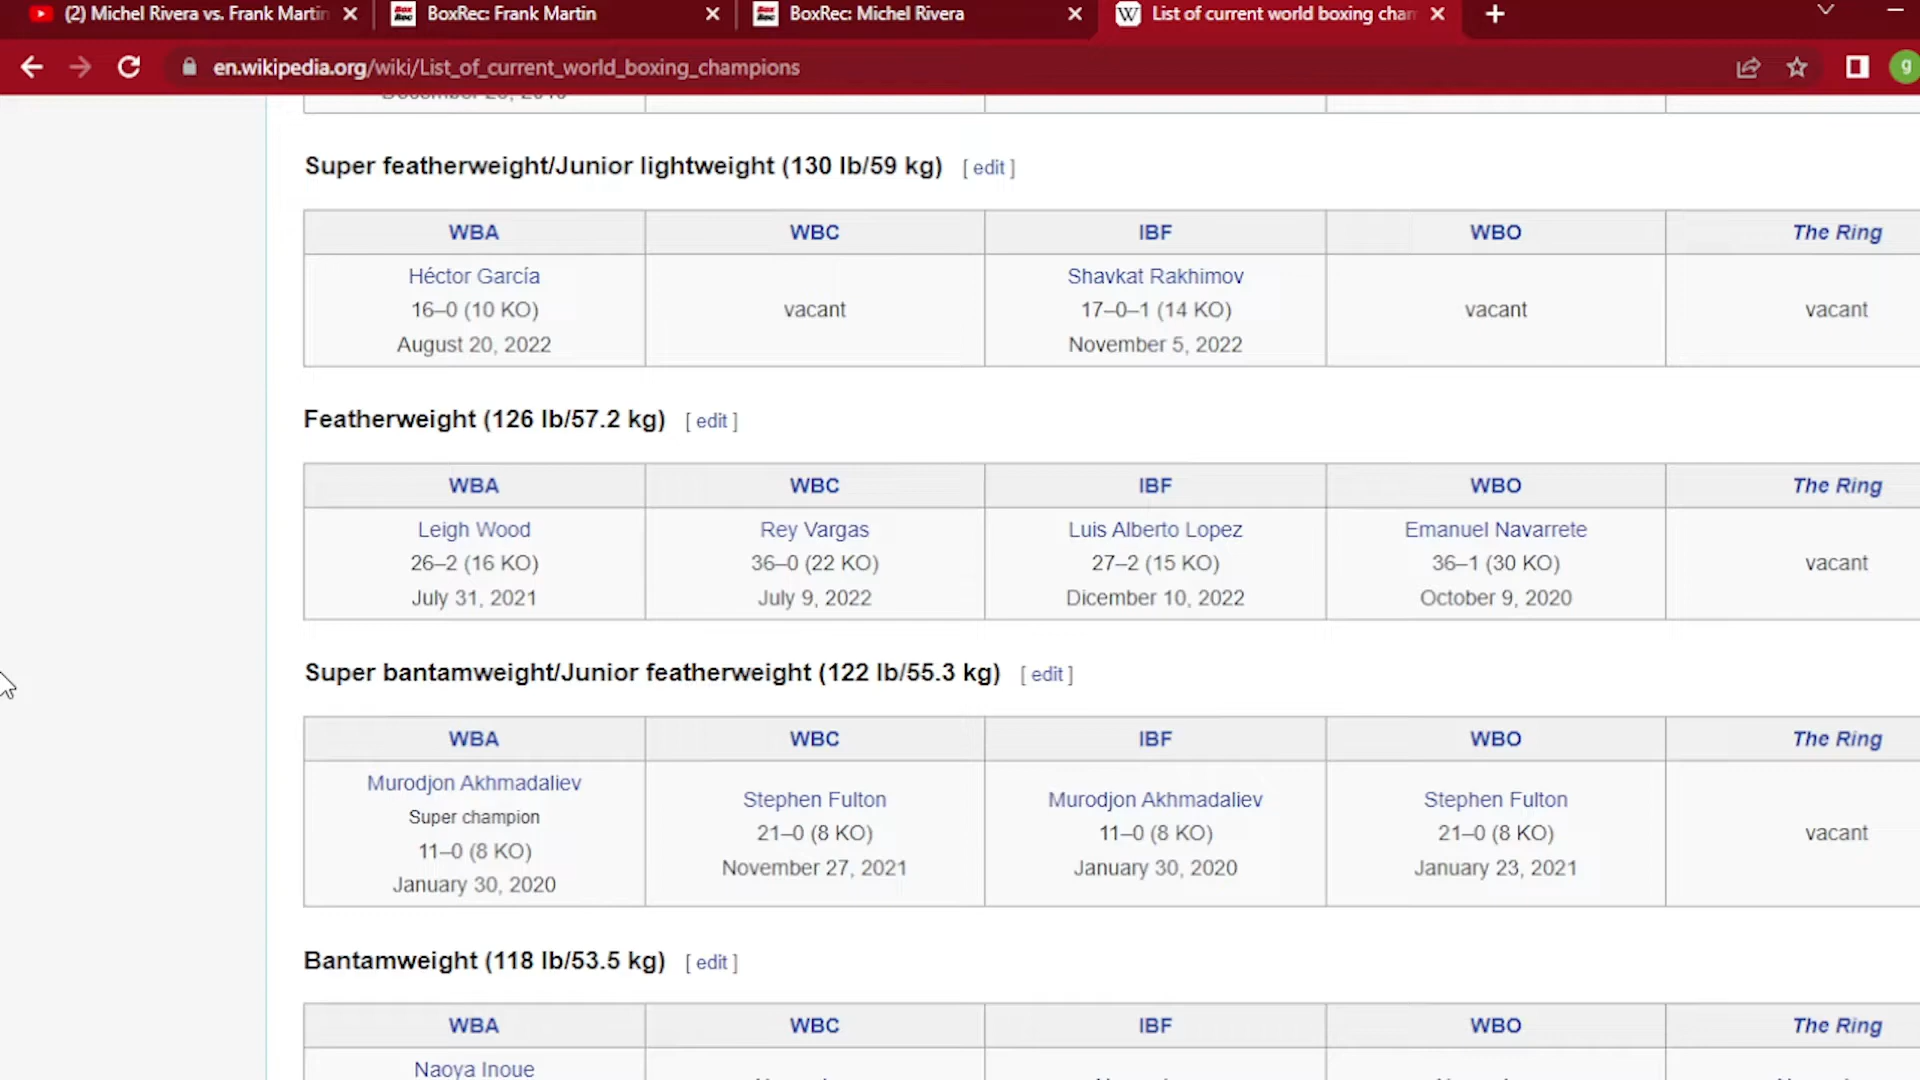 (2) Michel Rivera vs. Frank Martin
BoxRec: Frank Martin
BoxRec: Michel Rivera
List of current world boxing cham
en.wikipedia.org/wiki/List_of_current_world_boxing_champions
g
Super featherweight/Junior lightweight (130 lb/59 kg) [ edit ]
WBA WBC IBF WBO The Ring
Héctor García
16–0 (10 KO)
August 20, 2022
vacant
Shavkat Rakhimov
17–0–1 (14 KO)
November 5, 2022
vacant
vacant
Featherweight (126 lb/57.2 kg) [ edit ]
WBA WBC IBF WBO The Ring
Leigh Wood
26–2 (16 KO)
July 31, 2021
Rey Vargas
36–0 (22 KO)
July 9, 2022
Luis Alberto Lopez
27–2 (15 KO)
Dicember 10, 2022
Emanuel Navarrete
36–1 (30 KO)
October 9, 2020
vacant
Super bantamweight/Junior featherweight (122 lb/55.3 kg) [ edit ]
WBA WBC IBF WBO The Ring
Murodjon Akhmadaliev
Super champion
11–0 (8 KO)
January 30, 2020
Stephen Fulton
21–0 (8 KO)
November 27, 2021
Murodjon Akhmadaliev
11–0 (8 KO)
January 30, 2020
Stephen Fulton
21–0 (8 KO)
January 23, 2021
vacant
Bantamweight (118 lb/53.5 kg) [ edit ]
WBA WBC IBF WBO The Ring
Naoya Inoue